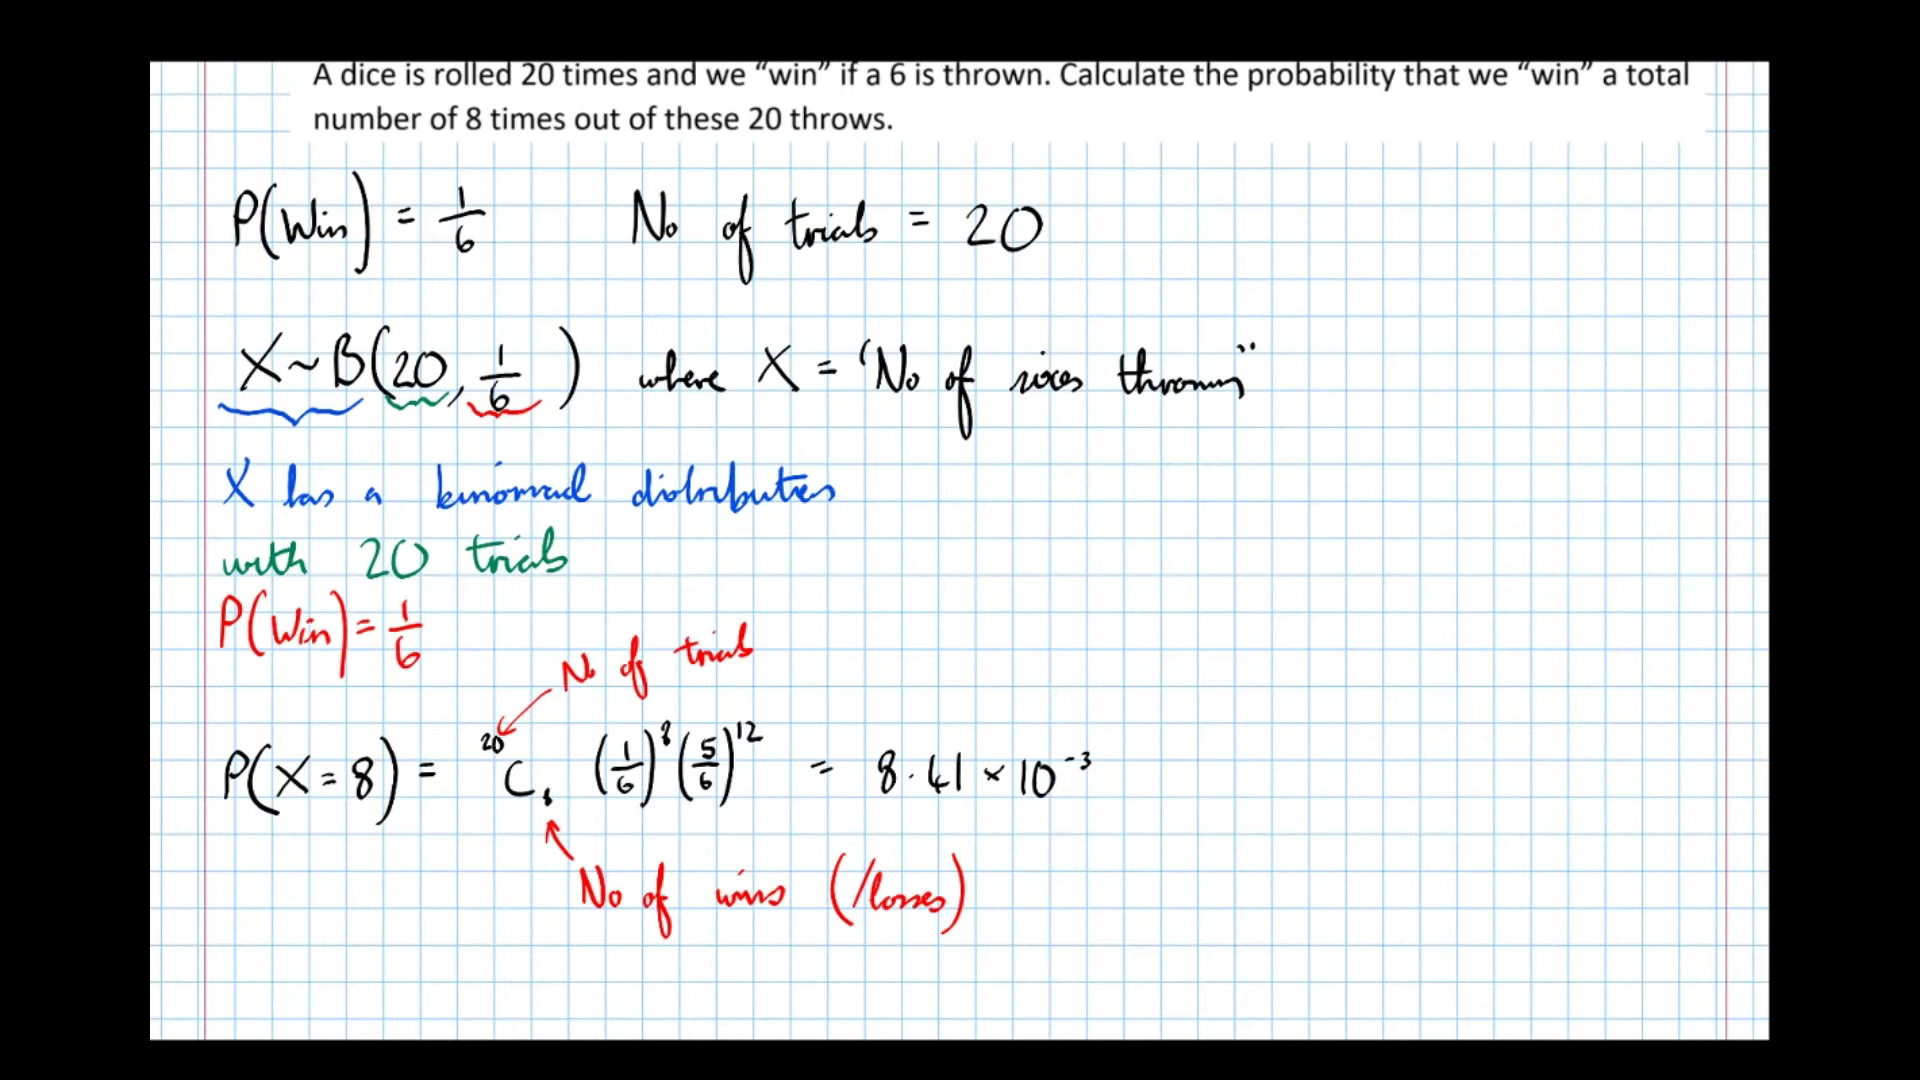 A dice is rolled 20 times and we “win” if a 6 is thrown. Calculate the probability that we “win” a total
number of 8 times out of these 20 throws.
P(Win) = 1/6 No of trials = 20
X ~ B(20, 1/6) where X = "No of sixes thrown"
X has a binomial distribution
with 20 trials
P(Win) = 1/6
No of trials
P(X = 8) = ²⁰C₈ (1/6)⁸ (5/6)¹² = 8.41 × 10⁻³
No of wins (/losses)